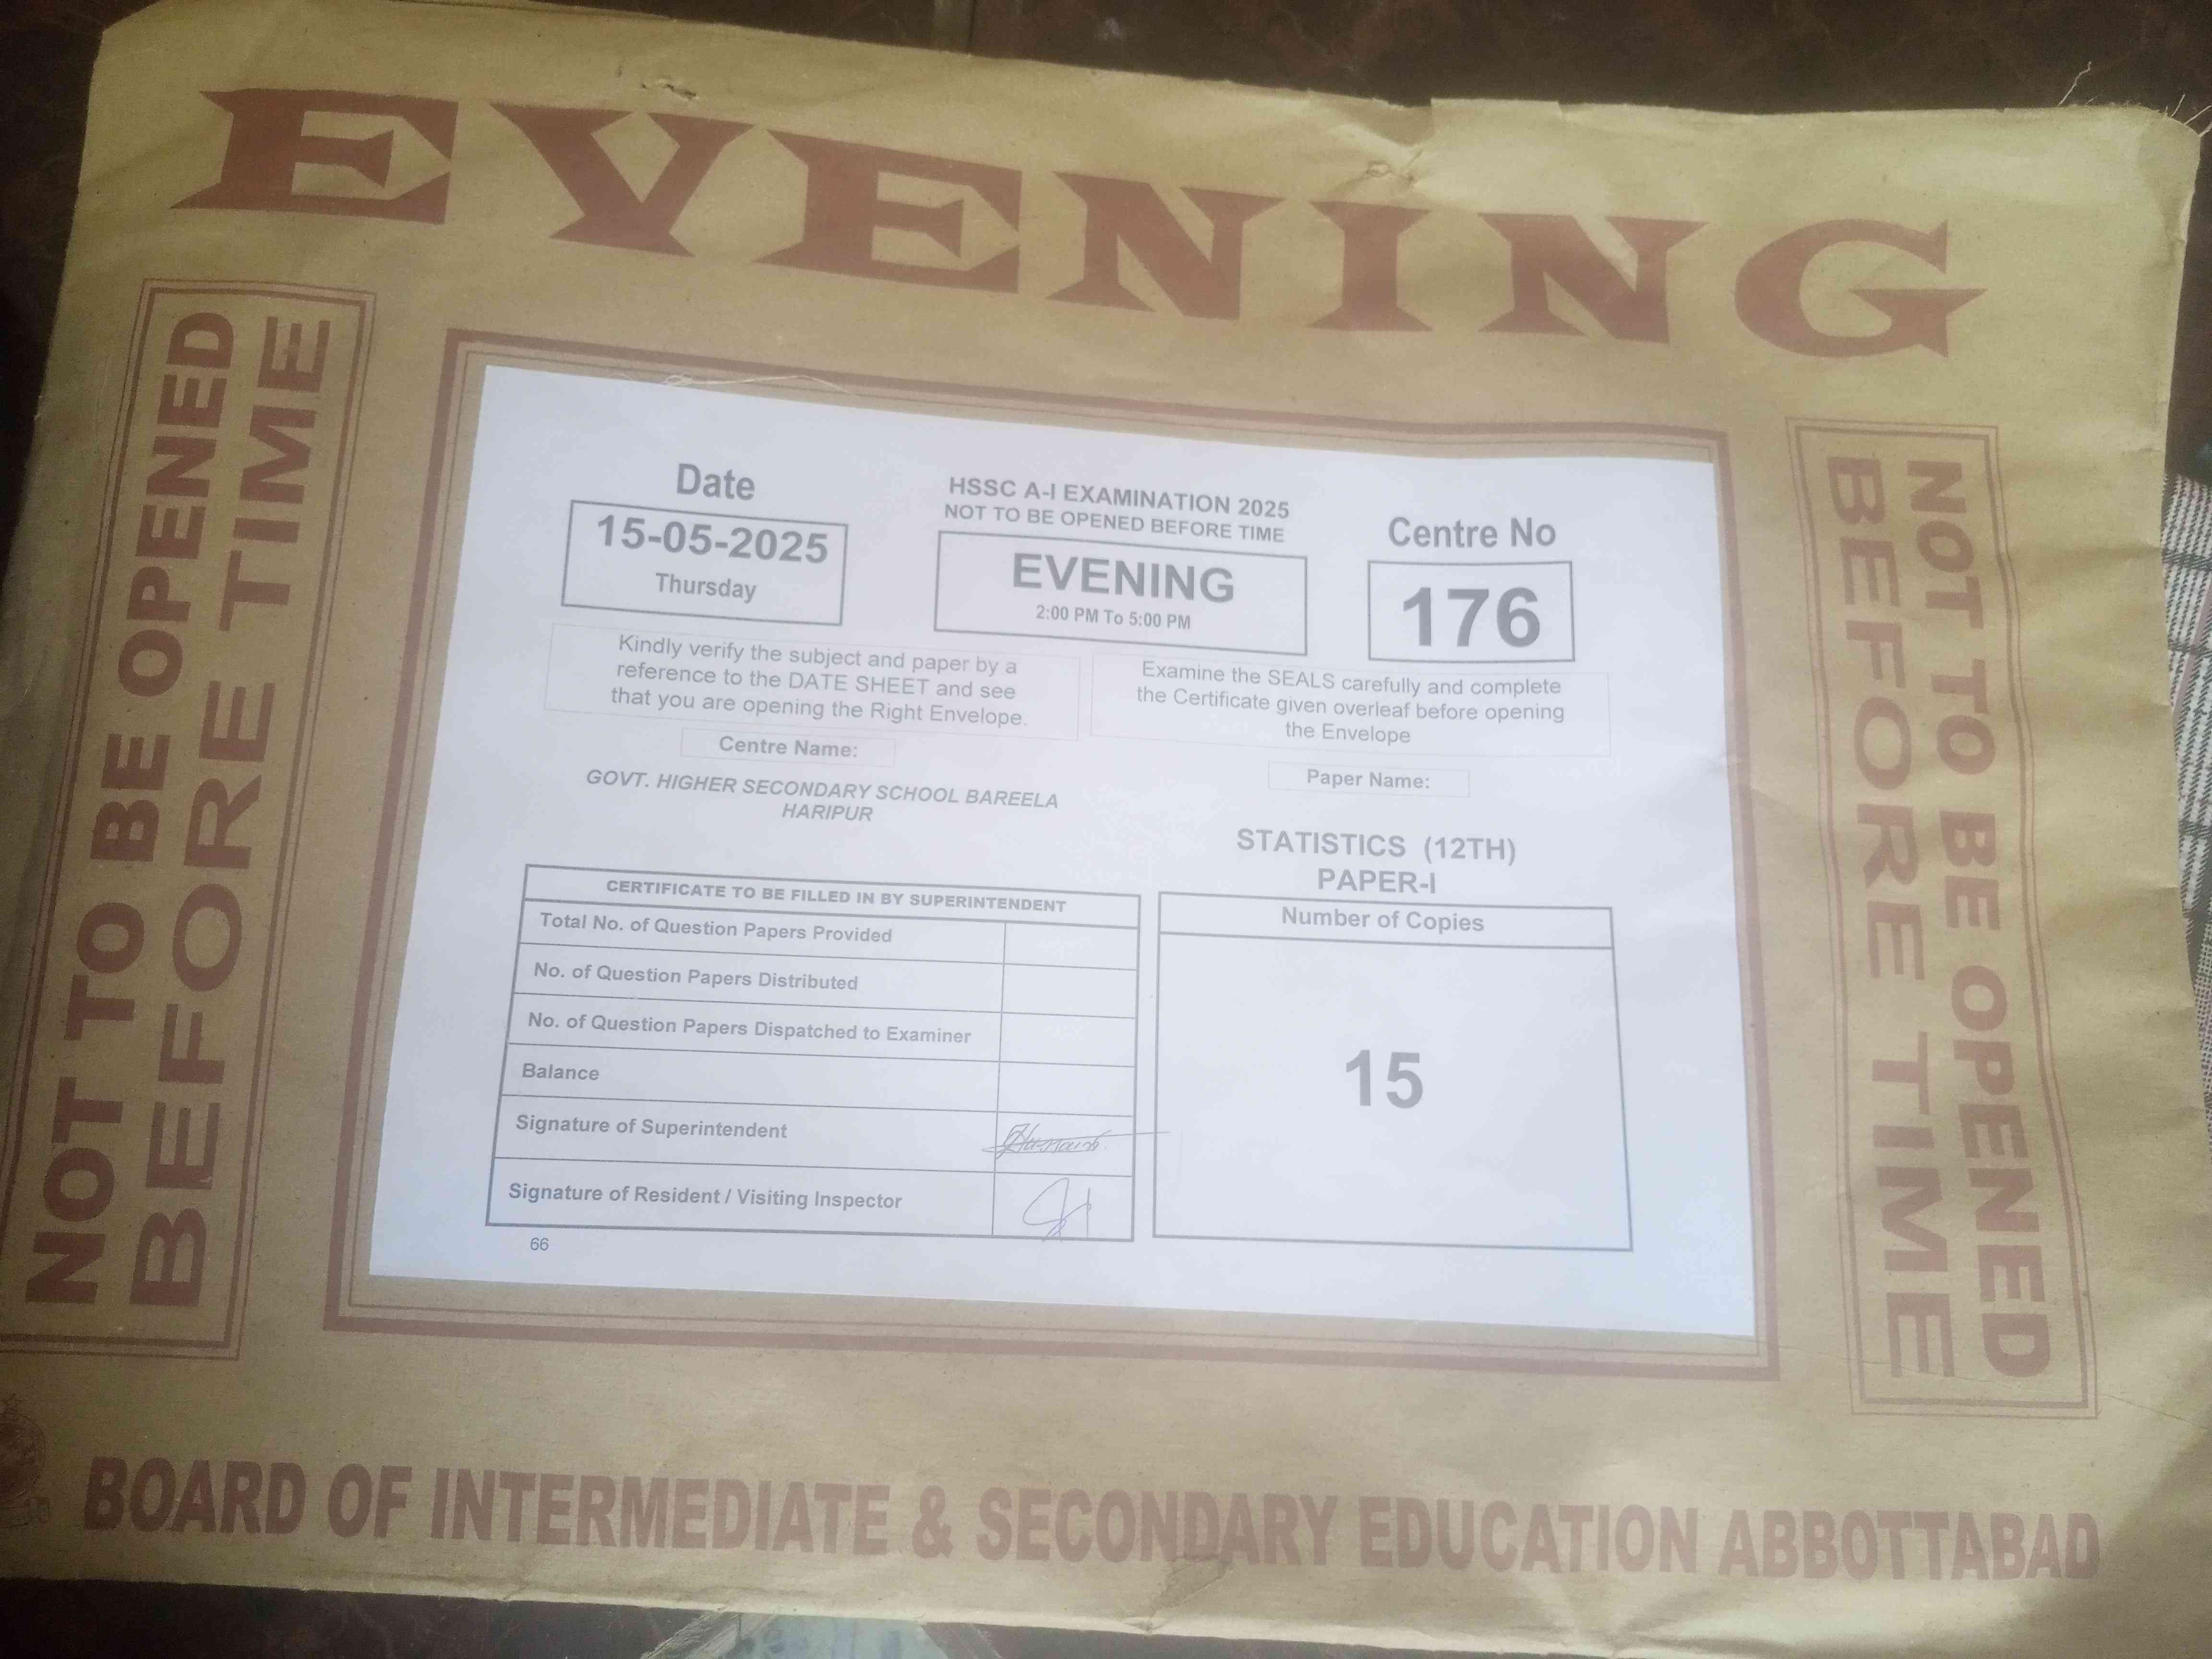 EVENING
NOT TO BE OPENED
BEFORE TIME
Date
15-05-2025
Thursday
HSSC A-I EXAMINATION 2025
NOT TO BE OPENED BEFORE TIME
EVENING
2:00 PM To 5:00 PM
Centre No
176
Kindly verify the subject and paper by a
reference to the DATE SHEET and see
that you are opening the Right Envelope.
Examine the SEALS carefully and complete
the Certificate given overleaf before opening
the Envelope
Centre Name:
GOVT. HIGHER SECONDARY SCHOOL BAREELA
HARIPUR
Paper Name:
STATISTICS (12TH)
PAPER-I
CERTIFICATE TO BE FILLED IN BY SUPERINTENDENT
Total No. of Question Papers Provided
No. of Question Papers Distributed
No. of Question Papers Dispatched to Examiner
Balance
Signature of Superintendent
Signature of Resident / Visiting Inspector
66
Number of Copies
15
NOT TO BE OPENED
BEFORE TIME
BOARD OF INTERMEDIATE & SECONDARY EDUCATION ABBOTTABAD